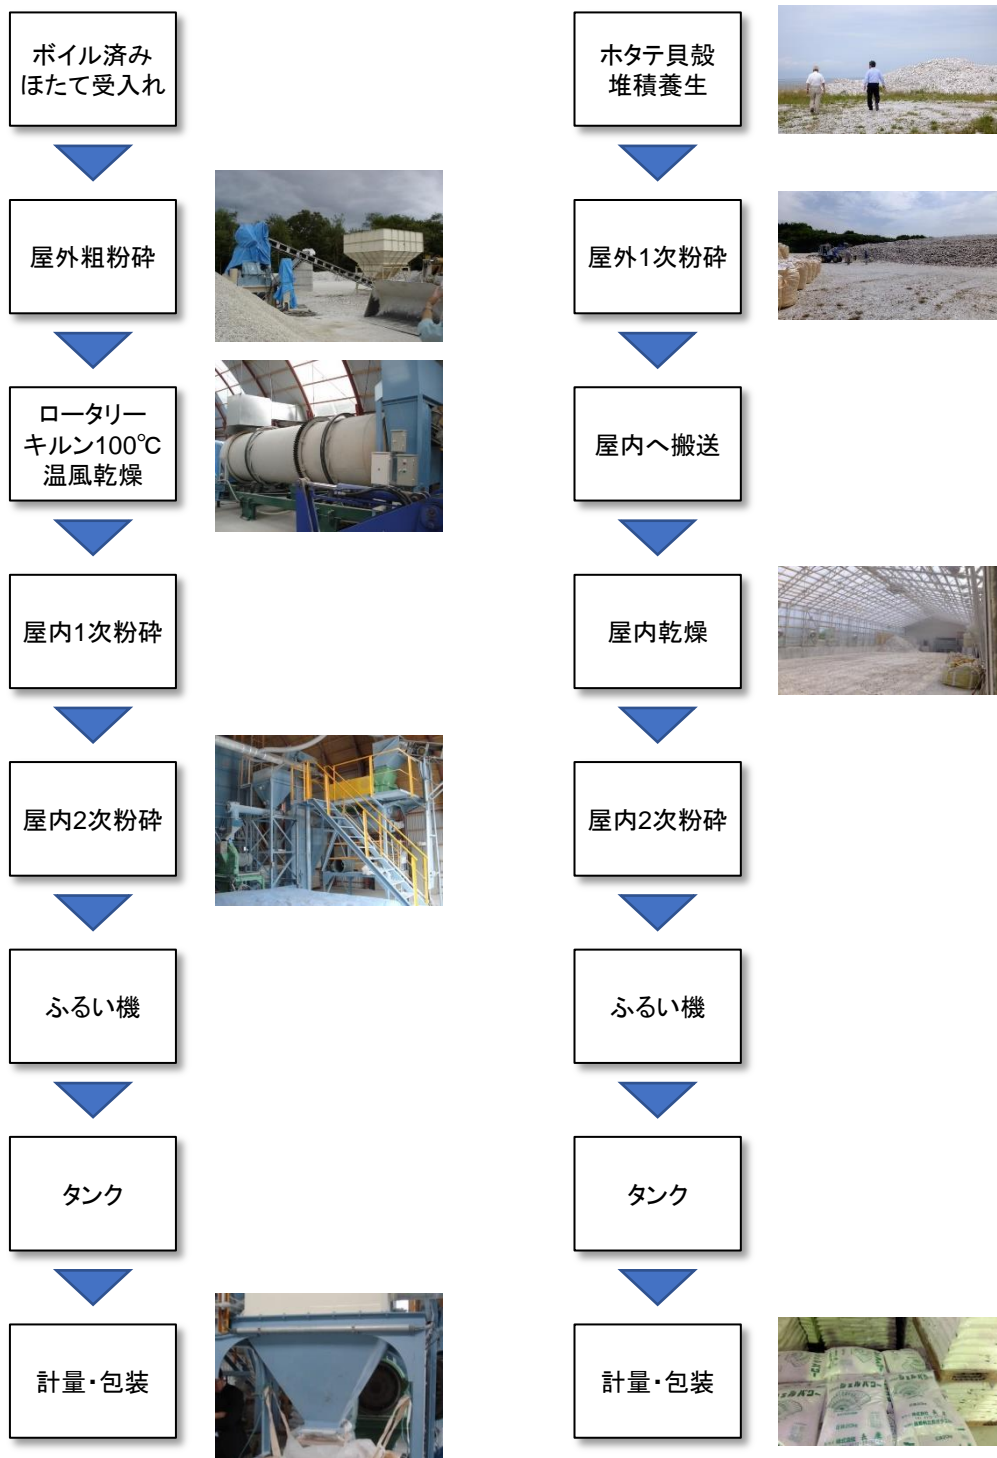 ボイル済み
ほたて受入れ
屋外粗粉砕
ロータリー
キルン100℃
温風乾燥
屋内1次粉砕
屋内2次粉砕
ふるい機
タンク
計量・包装
ホタテ貝殻
堆積養生
屋外1次粉砕
屋内へ搬送
屋内乾燥
屋内2次粉砕
ふるい機
タンク
計量・包装